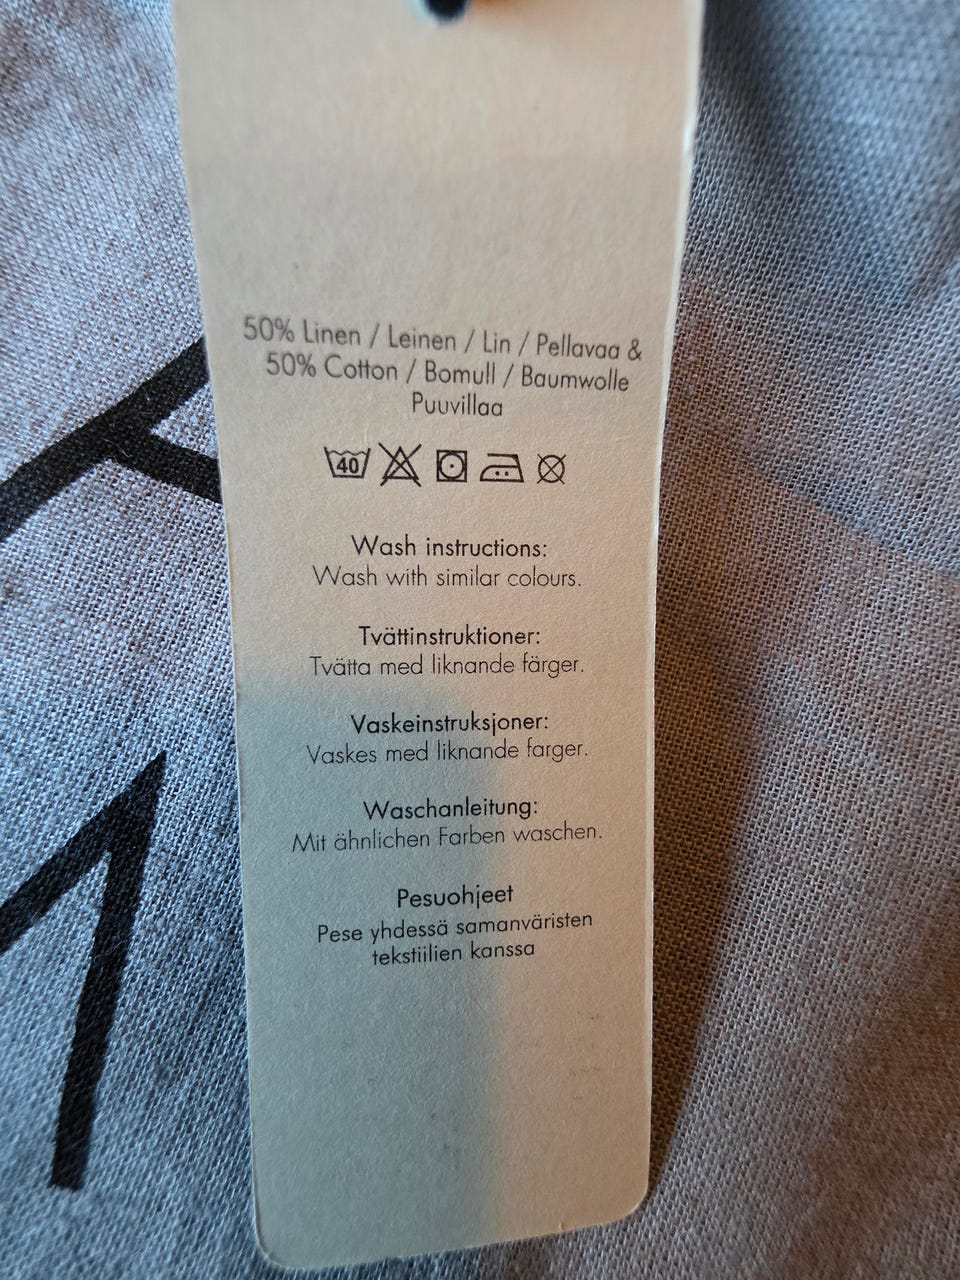 50% Linen / Leinen / Lin / Pellavaa &
50% Cotton / Bomull / Baumwolle
Puuvillaa
40
Wash instructions:
Wash with similar colours.
Tvättinstruktioner:
Tvätta med liknande färger.
Vaskeinstruksjoner:
Vaskes med liknande farger.
Waschanleitung:
Mit ähnlichen Farben waschen.
Pesuohjeet
Pese yhdessä samanväristen
tekstiilien kanssa